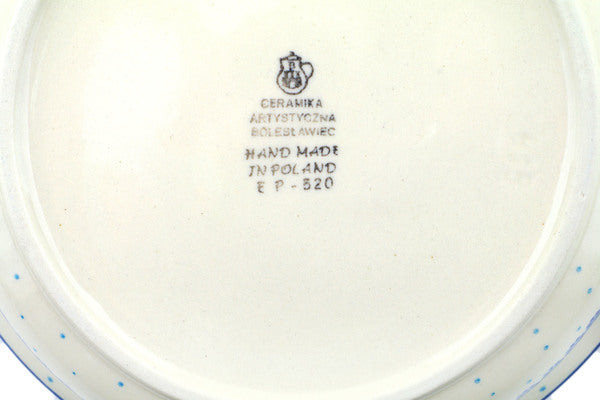 CERAMIKA
ARTYSTYCZNA
BOLESŁAWIEC
HAND MADE
IN POLAND
E P - 520